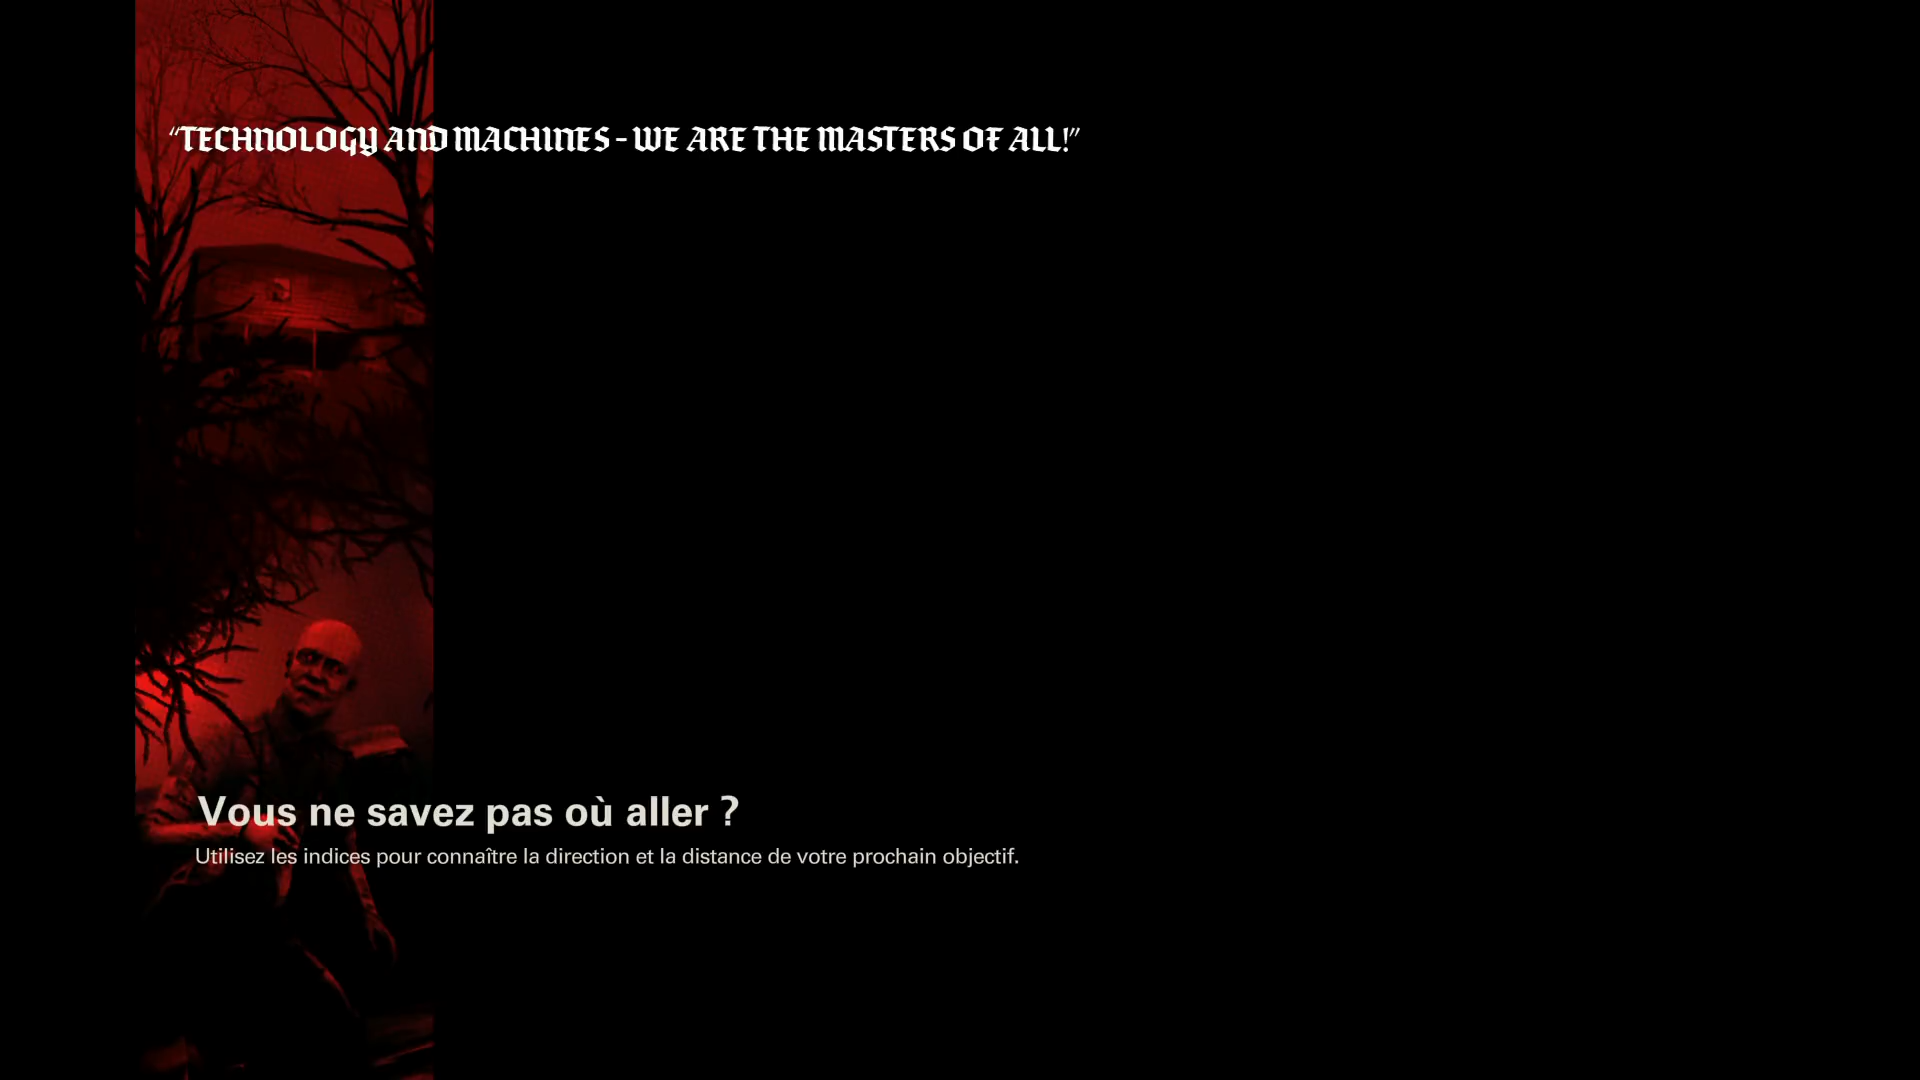 “TECHNOLOGY AND MACHINES - WE ARE THE MASTERS OF ALL!”
Vous ne savez pas où aller ?
Utilisez les indices pour connaître la direction et la distance de votre prochain objectif.